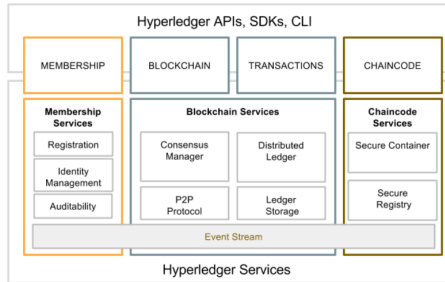 Hyperledger APIs, SDKs, CLI
MEMBERSHIP
BLOCKCHAIN
TRANSACTIONS
CHAINCODE
Membership
Services
Registration
Identity
Management
Auditability
Blockchain Services
Consensus
Manager
Distributed
Ledger
P2P
Protocol
Ledger
Storage
Chaincode
Services
Secure Container
Secure
Registry
Event Stream
Hyperledger Services